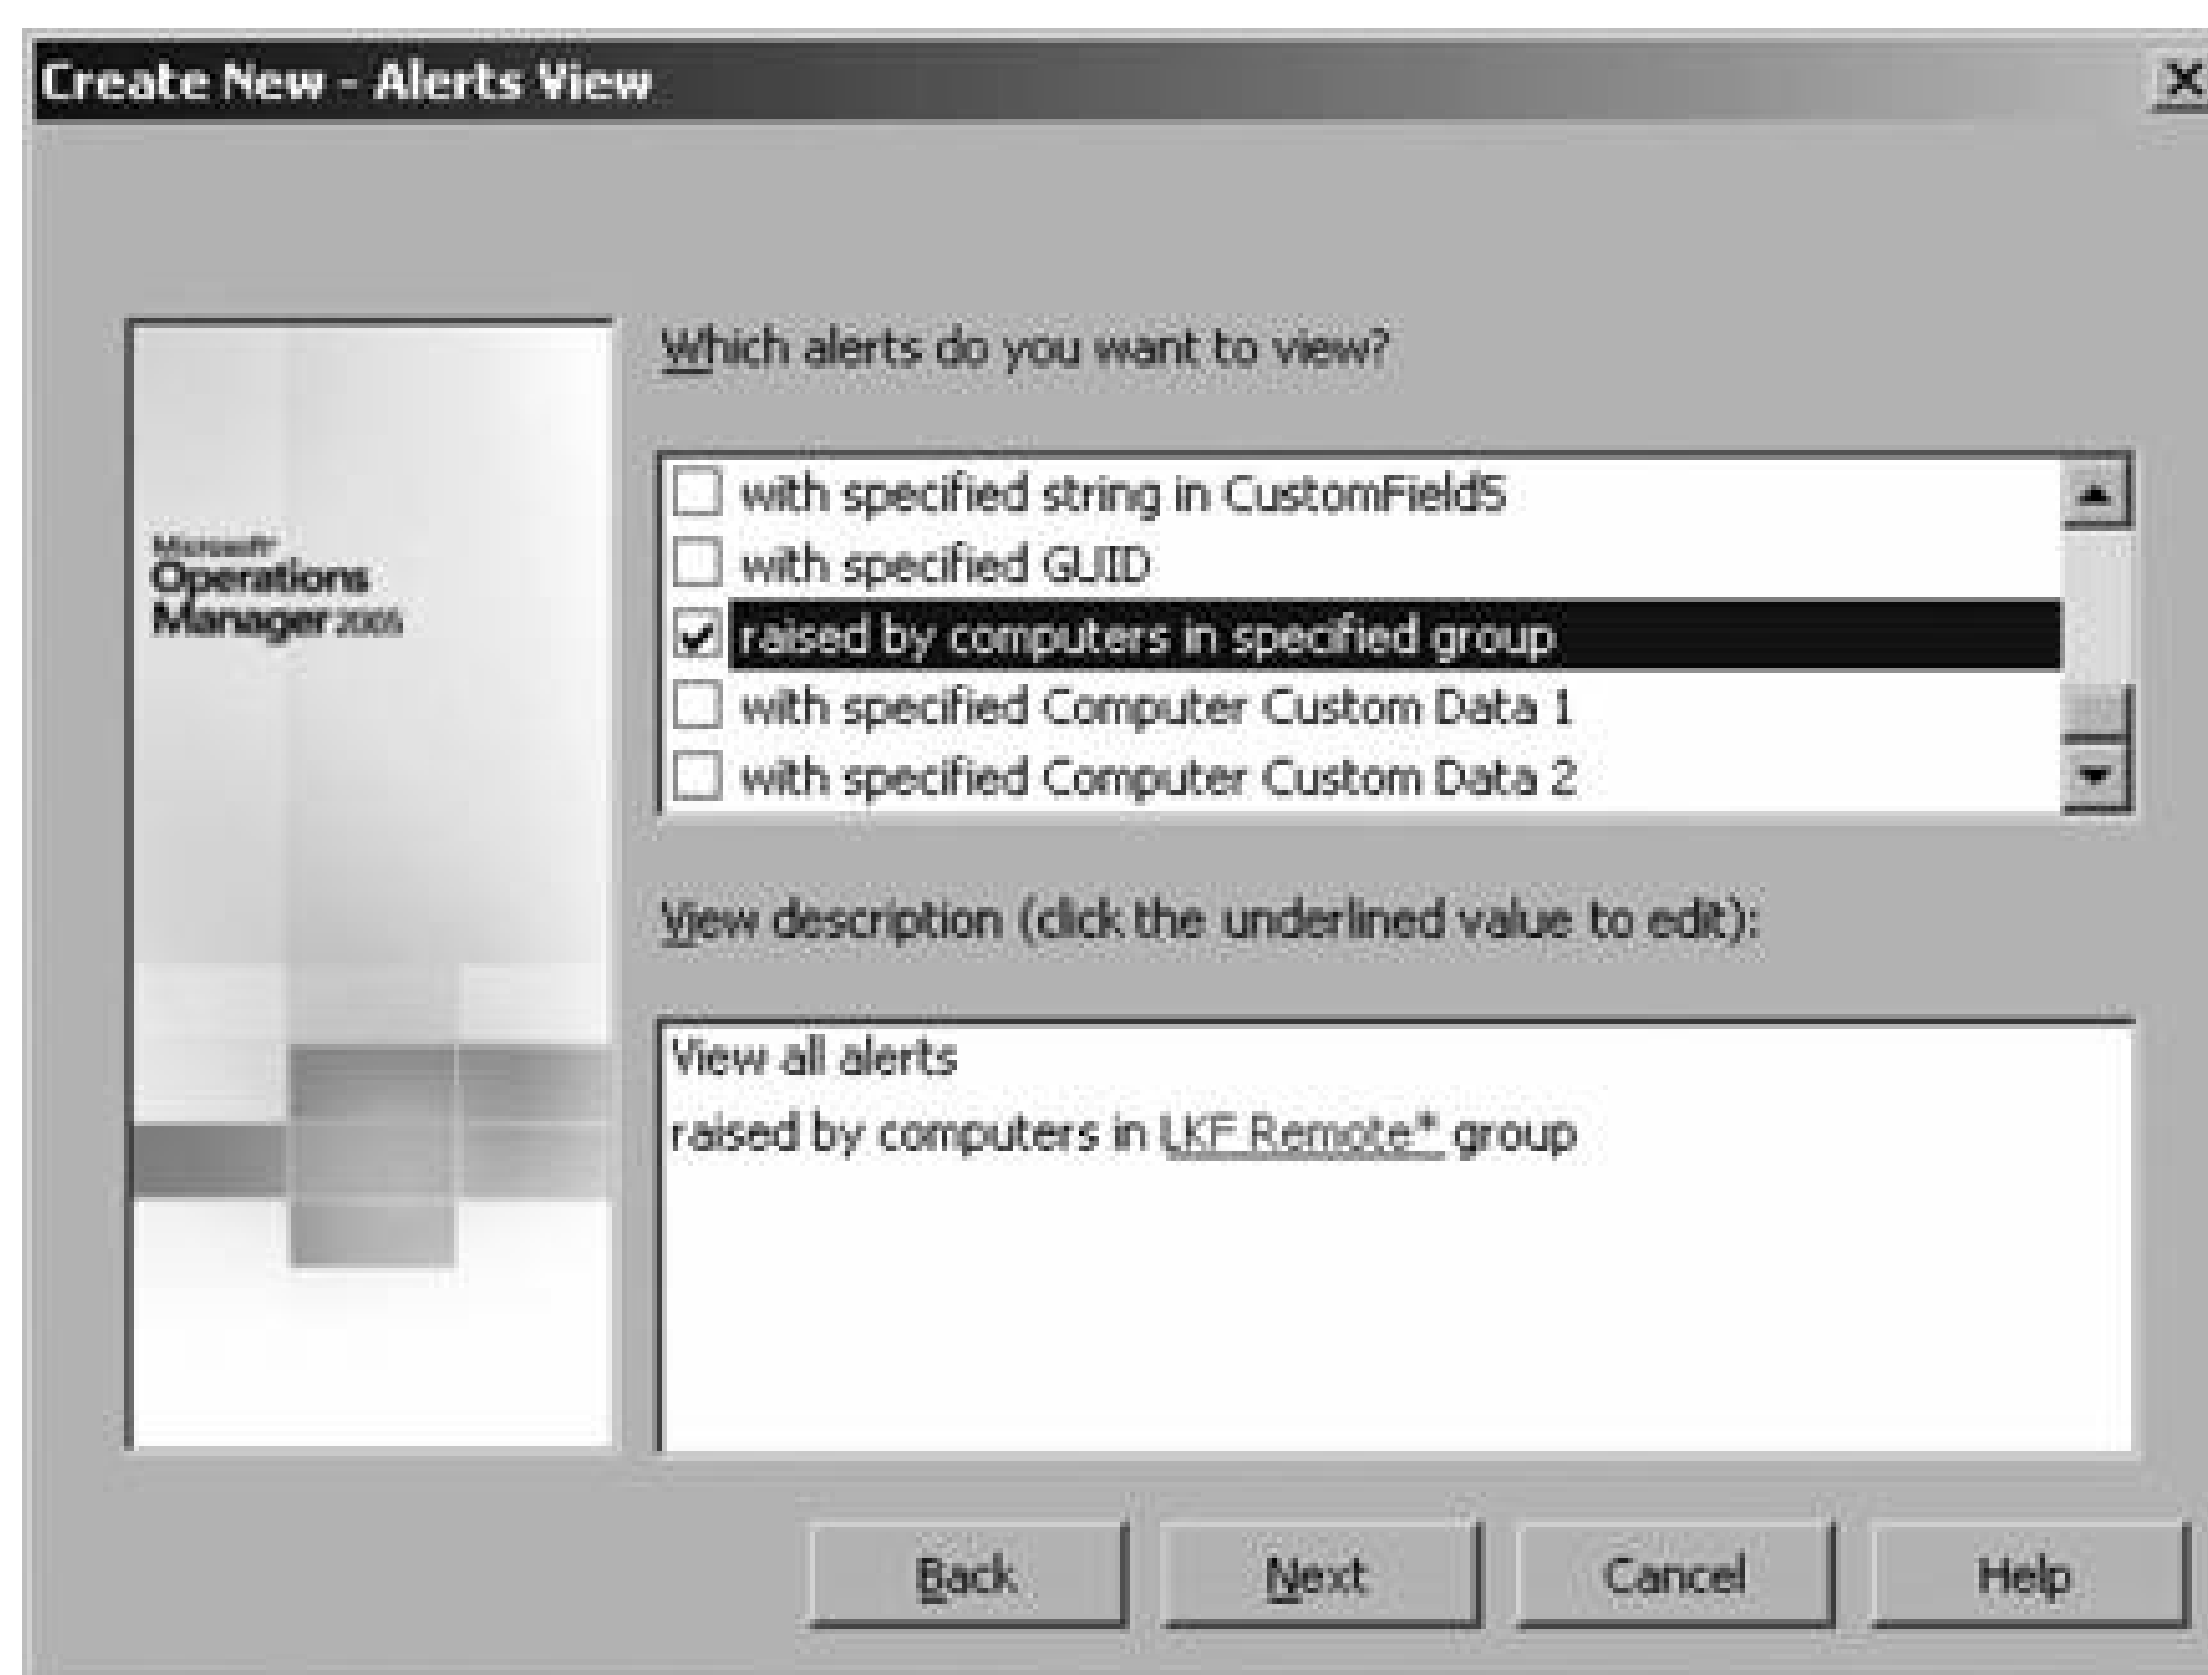 Create New - Alerts View
Microsoft
Operations
Manager 2005
Which alerts do you want to view?
with specified string in CustomField5
with specified GUID
raised by computers in specified group
with specified Computer Custom Data 1
with specified Computer Custom Data 2
View description (click the underlined value to edit):
View all alerts
raised by computers in LKF Remote* group
Back
Next
Cancel
Help